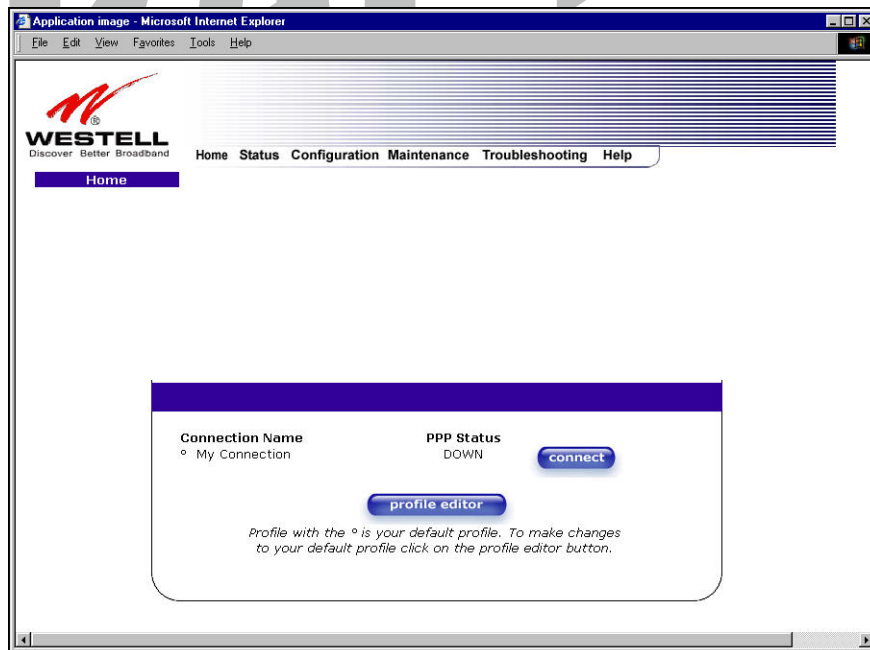 Application image - Microsoft Internet Explorer
File Edit View Favorites Tools Help
®
WESTELL
Discover Better Broadband
Home Status Configuration Maintenance Troubleshooting Help
Home
Connection Name PPP Status
° My Connection DOWN connect
profile editor
Profile with the ° is your default profile. To make changes
to your default profile click on the profile editor button.